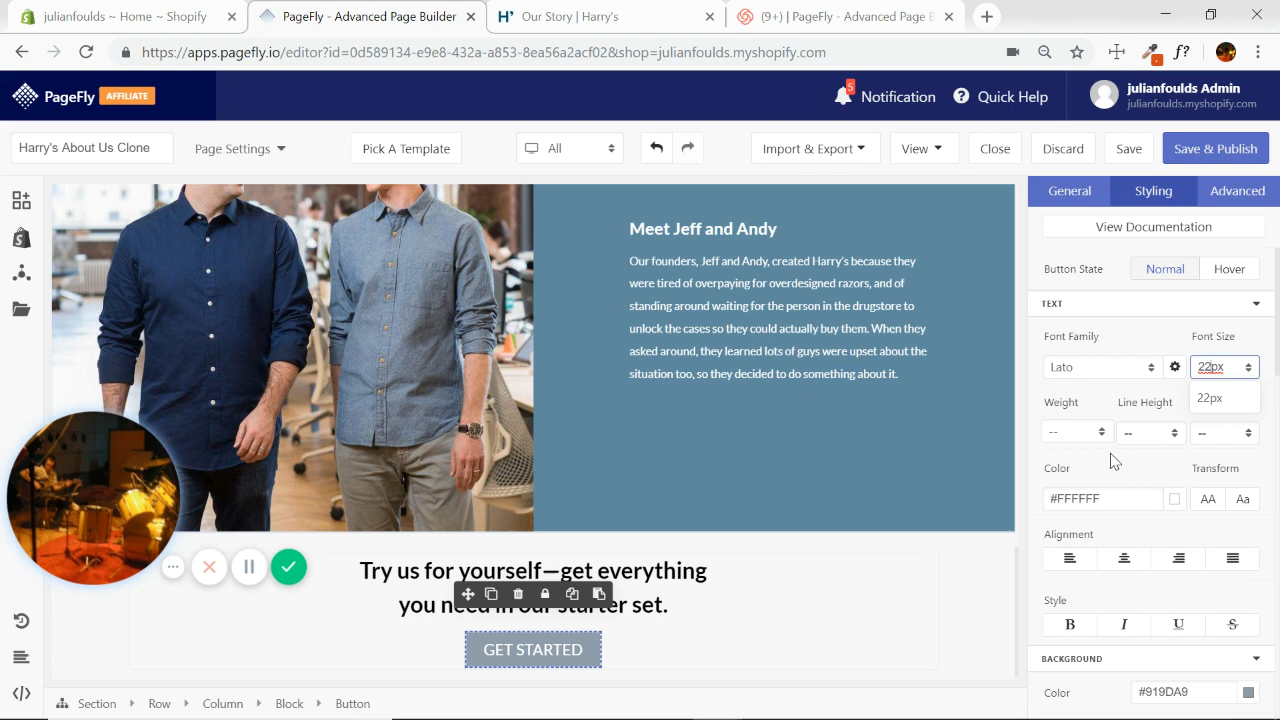 julianfoulds ~ Home ~ Shopify
PageFly - Advanced Page Builder
H' Our Story | Harry's
(9+) | PageFly - Advanced Page B
https://apps.pagefly.io/editor?id=0d589134-e9e8-432a-a853-8ea56a2acf02&shop=julianfoulds.myshopify.com
f?
PageFly AFFILIATE
5
Notification
Quick Help
julianfoulds Admin
julianfoulds.myshopify.com
Harry's About Us Clone
Page Settings
Pick A Template
All
Import & Export
View
Close
Discard
Save
Save & Publish
General
Styling
Advanced
View Documentation
Button State
Normal
Hover
TEXT
Font Family
Font Size
Lato
22px
22px
Weight
Line Height
--
--
--
Color
Transform
#FFFFFF
AA
Aa
Alignment
Style
B
I
U
S
BACKGROUND
Color
#919DA9
Meet Jeff and Andy
Our founders, Jeff and Andy, created Harry's because they
were tired of overpaying for overdesigned razors, and of
standing around waiting for the person in the drugstore to
unlock the cases so they could actually buy them. When they
asked around, they learned lots of guys were upset about the
situation too, so they decided to do something about it.
Try us for yourself—get everything
you need in our starter set.
GET STARTED
Section
Row
Column
Block
Button